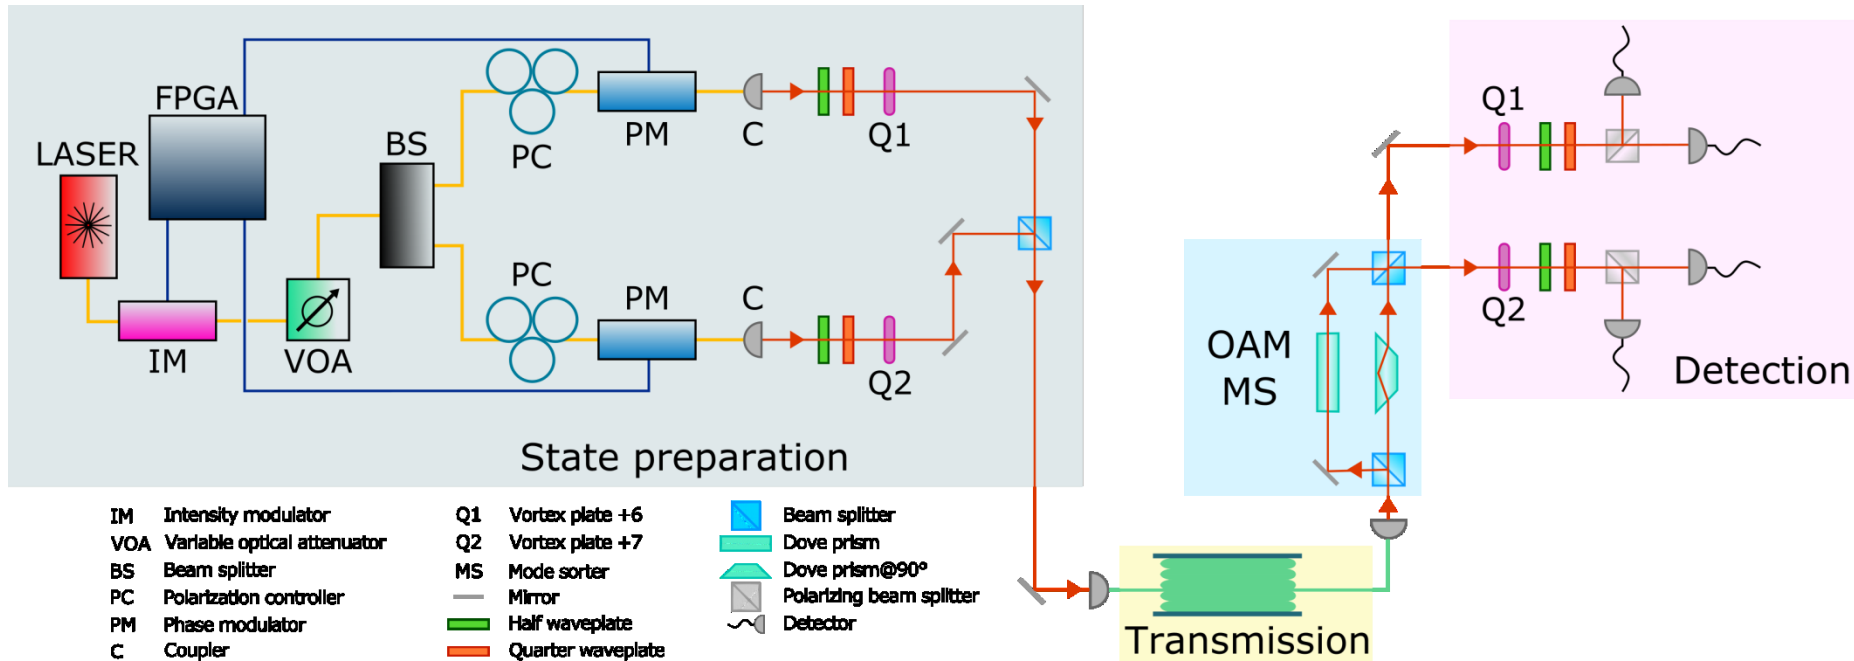 FPGA
LASER
BS
PC
PM
C
Q1
IM
VOA
PC
PM
C
Q2
State preparation
OAM
MS
Q1
Q2
Detection
Transmission
IM Intensity modulator
VOA Variable optical attenuator
BS Beam splitter
PC Polarization controller
PM Phase modulator
C Coupler
Q1 Vortex plate +6
Q2 Vortex plate +7
MS Mode sorter
Mirror
Half waveplate
Quarter waveplate
Beam splitter
Dove prism
Dove prism@90°
Polarizing beam splitter
Detector